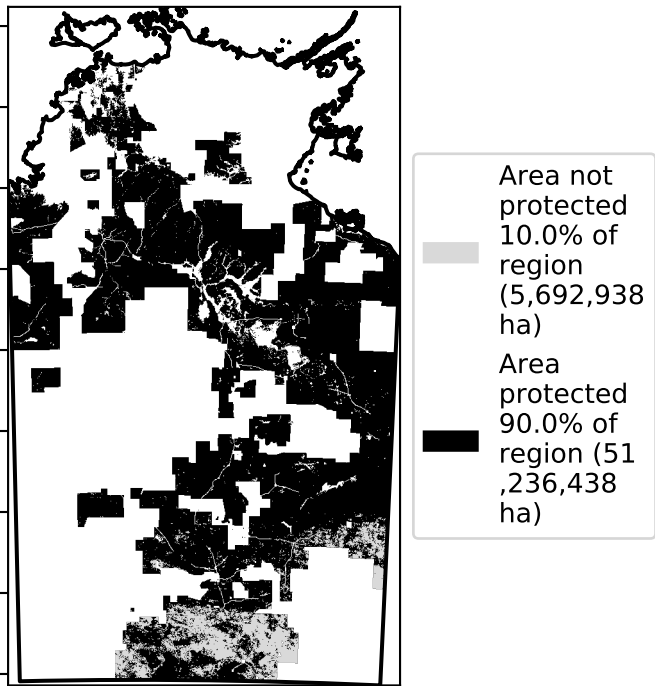 Area not
protected
10.0% of
region
(5,692,938
ha)
Area
protected
90.0% of
region (51
,236,438
ha)